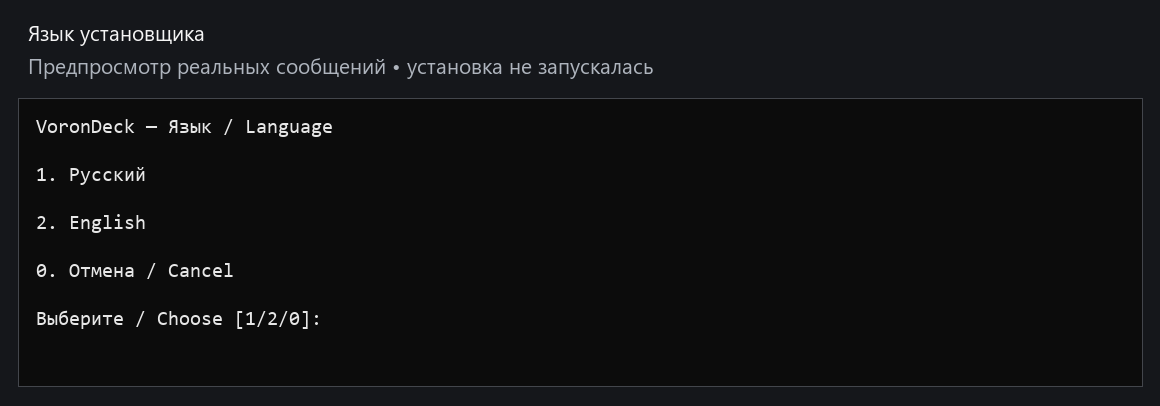 Язык установщика
Предпросмотр реальных сообщений • установка не запускалась
VoronDeck — Язык / Language
1. Русский
2. English
0. Отмена / Cancel
Выберите / Choose [1/2/0]: